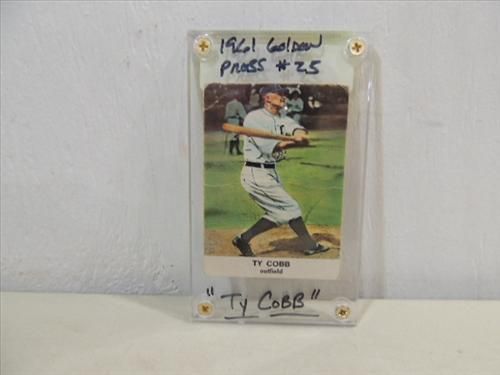 1961 GOLDEN
PRESS #25
TY COBB
outfield
"TY COBB"